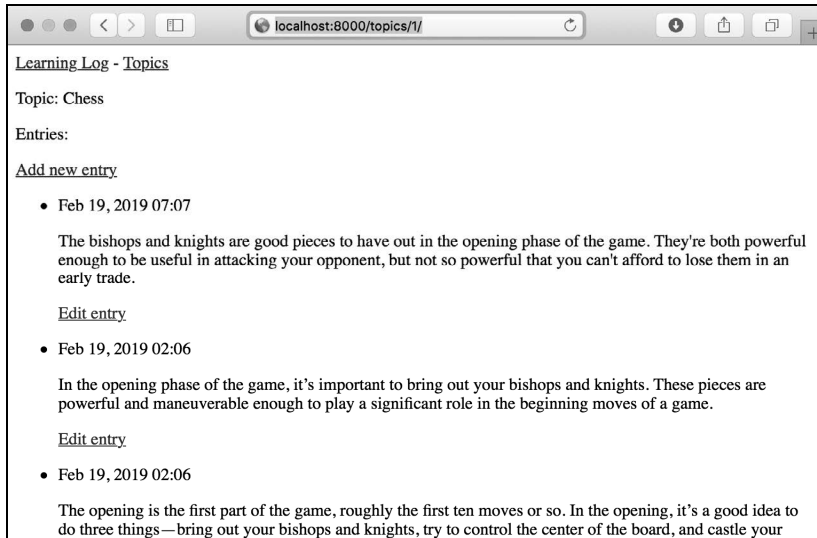 localhost:8000/topics/1/
Learning Log - Topics
Topic: Chess
Entries:
Add new entry
• Feb 19, 2019 07:07
The bishops and knights are good pieces to have out in the opening phase of the game. They're both powerful
enough to be useful in attacking your opponent, but not so powerful that you can't afford to lose them in an
early trade.
Edit entry
• Feb 19, 2019 02:06
In the opening phase of the game, it’s important to bring out your bishops and knights. These pieces are
powerful and maneuverable enough to play a significant role in the beginning moves of a game.
Edit entry
• Feb 19, 2019 02:06
The opening is the first part of the game, roughly the first ten moves or so. In the opening, it’s a good idea to
do three things—bring out your bishops and knights, try to control the center of the board, and castle your